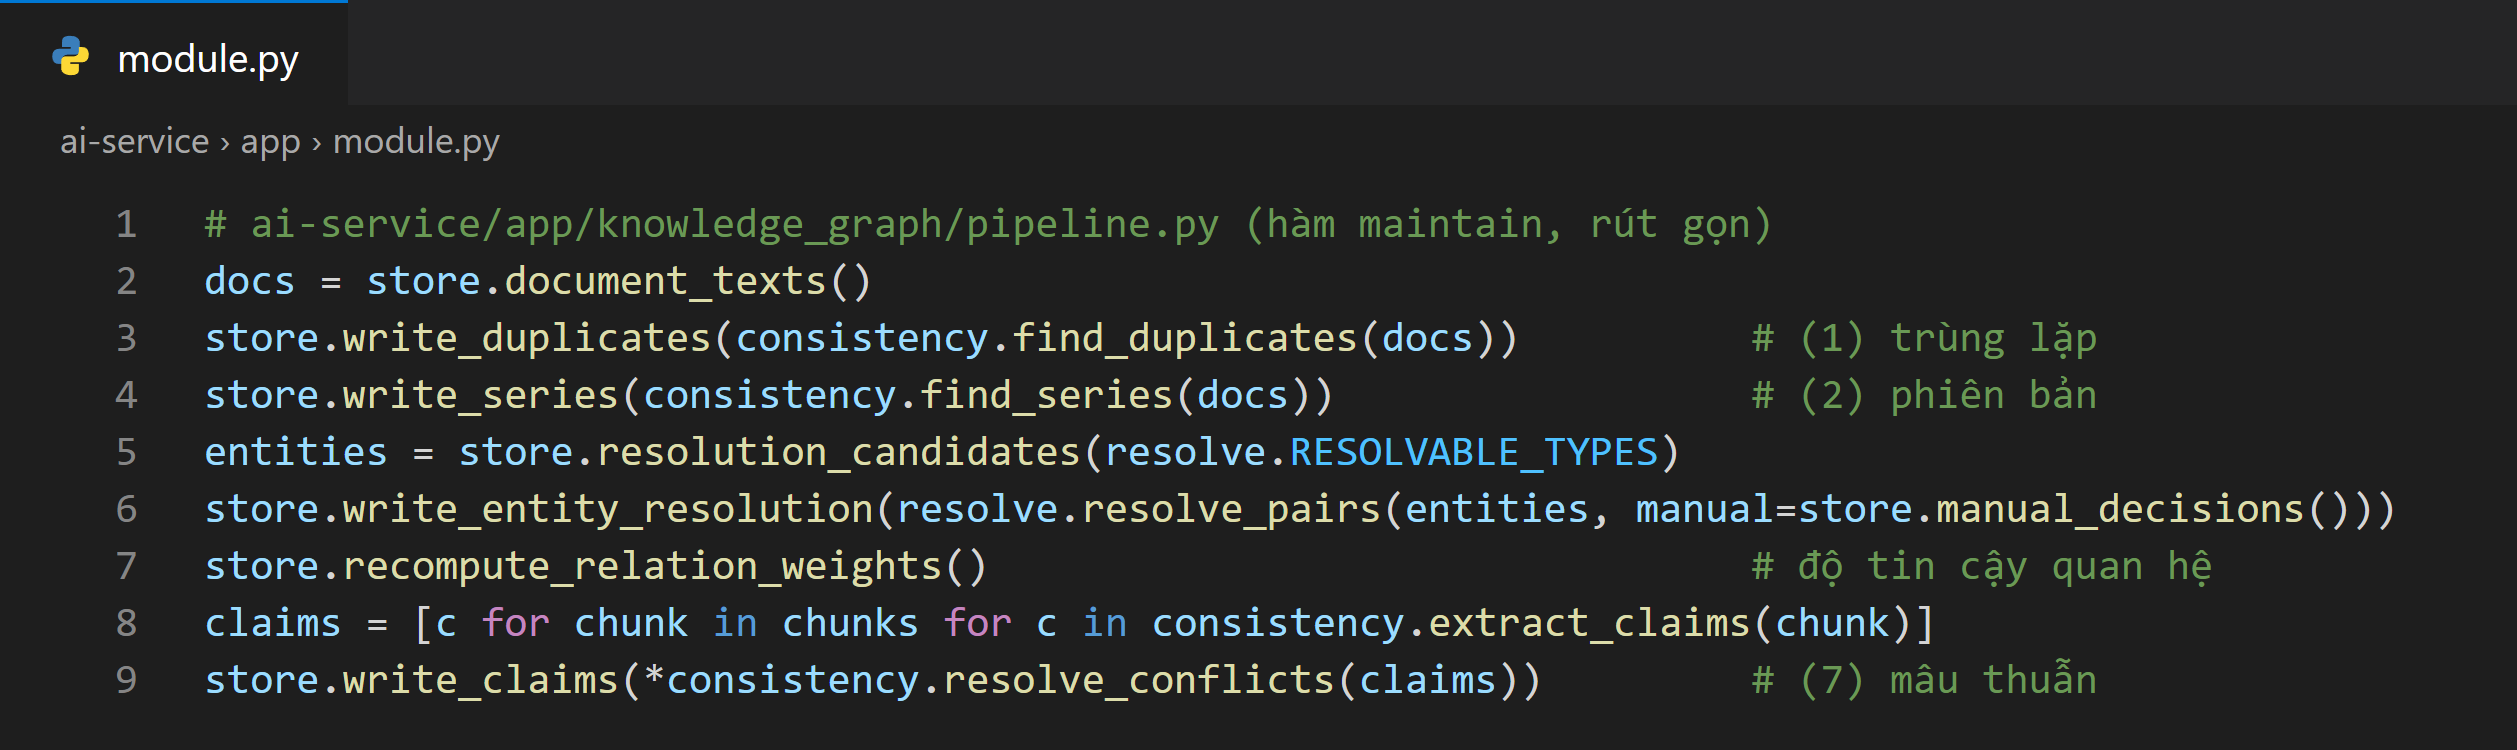 module.py
ai-service › app › module.py
1 # ai-service/app/knowledge_graph/pipeline.py (hàm maintain, rút gọn)
2 docs = store.document_texts()
3 store.write_duplicates(consistency.find_duplicates(docs)) # (1) trùng lặp
4 store.write_series(consistency.find_series(docs)) # (2) phiên bản
5 entities = store.resolution_candidates(resolve.RESOLVABLE_TYPES)
6 store.write_entity_resolution(resolve.resolve_pairs(entities, manual=store.manual_decisions()))
7 store.recompute_relation_weights() # độ tin cậy quan hệ
8 claims = [c for chunk in chunks for c in consistency.extract_claims(chunk)]
9 store.write_claims(*consistency.resolve_conflicts(claims)) # (7) mâu thuẫn